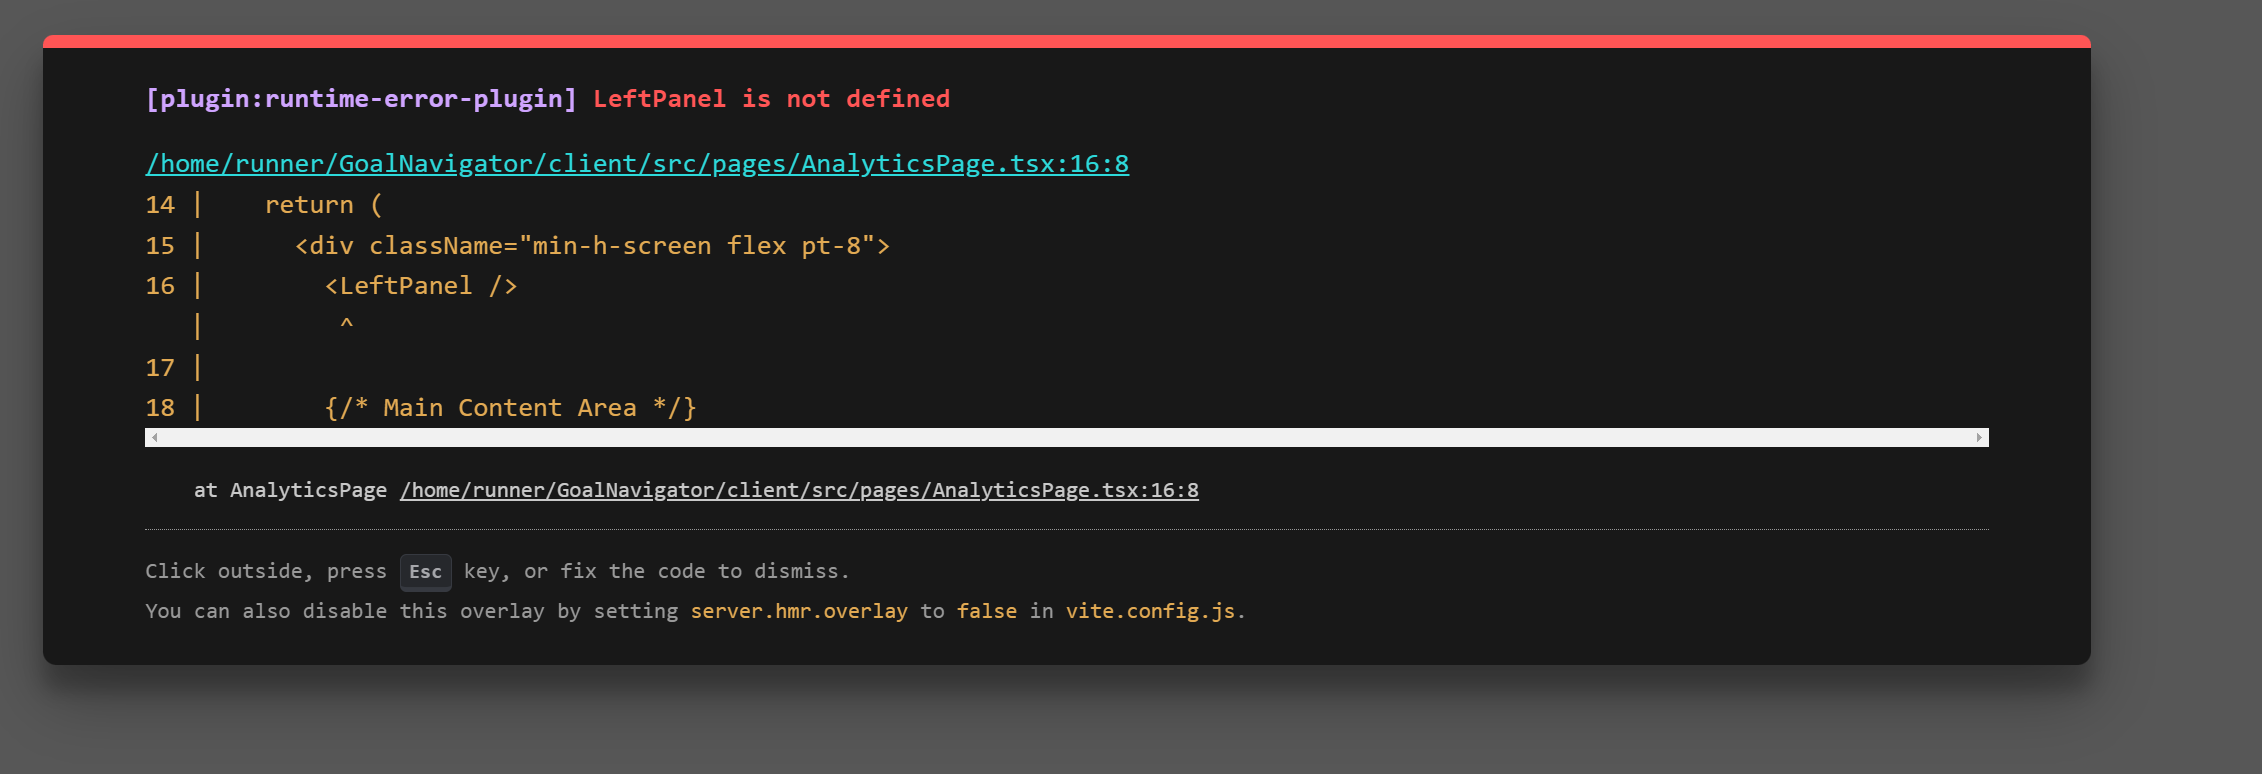 [plugin:runtime-error-plugin] LeftPanel is not defined
/home/runner/GoalNavigator/client/src/pages/AnalyticsPage.tsx:16:8
14 |    return (
15 |      <div className="min-h-screen flex pt-8">
16 |        <LeftPanel />
   |         ^
17 |
18 |        {/* Main Content Area */}
at AnalyticsPage /home/runner/GoalNavigator/client/src/pages/AnalyticsPage.tsx:16:8
Click outside, press Esc key, or fix the code to dismiss.
You can also disable this overlay by setting server.hmr.overlay to false in vite.config.js.